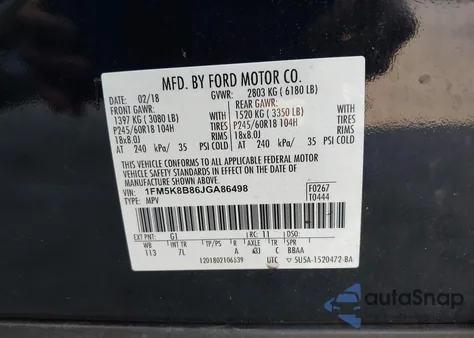 MFD. BY FORD MOTOR CO.
DATE: 02/18 GVWR: 2803 KG ( 6180 LB)
FRONT GAWR: REAR GAWR:
1397 KG ( 3080 LB) WITH 1520 KG ( 3350 LB) WITH
P245/60R18 104H TIRES P245/60R18 104H TIRES
18x8.0J RIMS 18x8.0J RIMS
AT 240 kPa/ 35 PSI COLD AT 240 kPa/ 35 PSI COLD
THIS VEHICLE CONFORMS TO ALL APPLICABLE FEDERAL MOTOR
VEHICLE SAFETY STANDARDS IN EFFECT ON THE DATE OF
MANUFACTURE SHOWN ABOVE.
VIN: 1FM5K8B86JGA86498 F0267
TYPE: MPV T0444
EXT PNT: G1 RC: 11 DSO:
WB INT TR TP/PS R AXLE TR SPR
113 7L A C BBAA
1201802106539 UTC 5U5A-1520472-BA
autoSnap